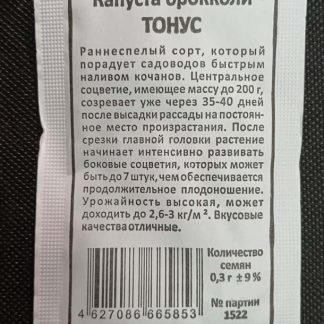 Капуста брокколи
ТОНУС
Раннеспелый сорт, который
порадует садоводов быстрым
наливом кочанов. Центральное
соцветие, имеющее массу до 200 г,
созревает уже через 35-40 дней
после высадки рассады на постоян-
ное место произрастания. После
срезки главной головки растение
начинает интенсивно развивать
боковые соцветия, которых может
быть до 7 штук, чем обеспечивается
продолжительное плодоношение.
Урожайность высокая, может
доходить до 2,6-3 кг/м ². Вкусовые
качества отличные.
Количество
семян
0,3 г ±9%
№ партии
1522
4 627086 665853